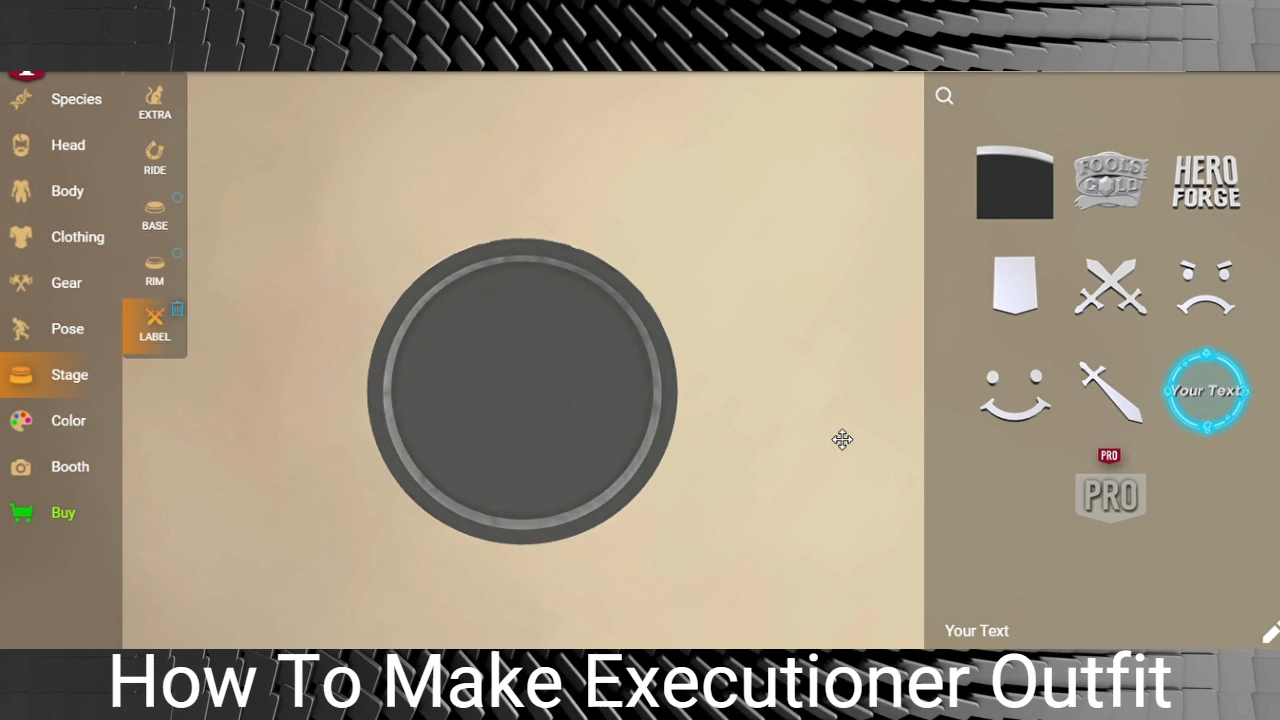 Species
Head
Body
Clothing
Gear
Pose
Stage
Color
Booth
Buy
EXTRA
RIDE
BASE
RIM
LABEL
FOOL'S
GOLD
HERO
FORGE
Your Text
PRO
PRO
Your Text
How To Make Executioner Outfit